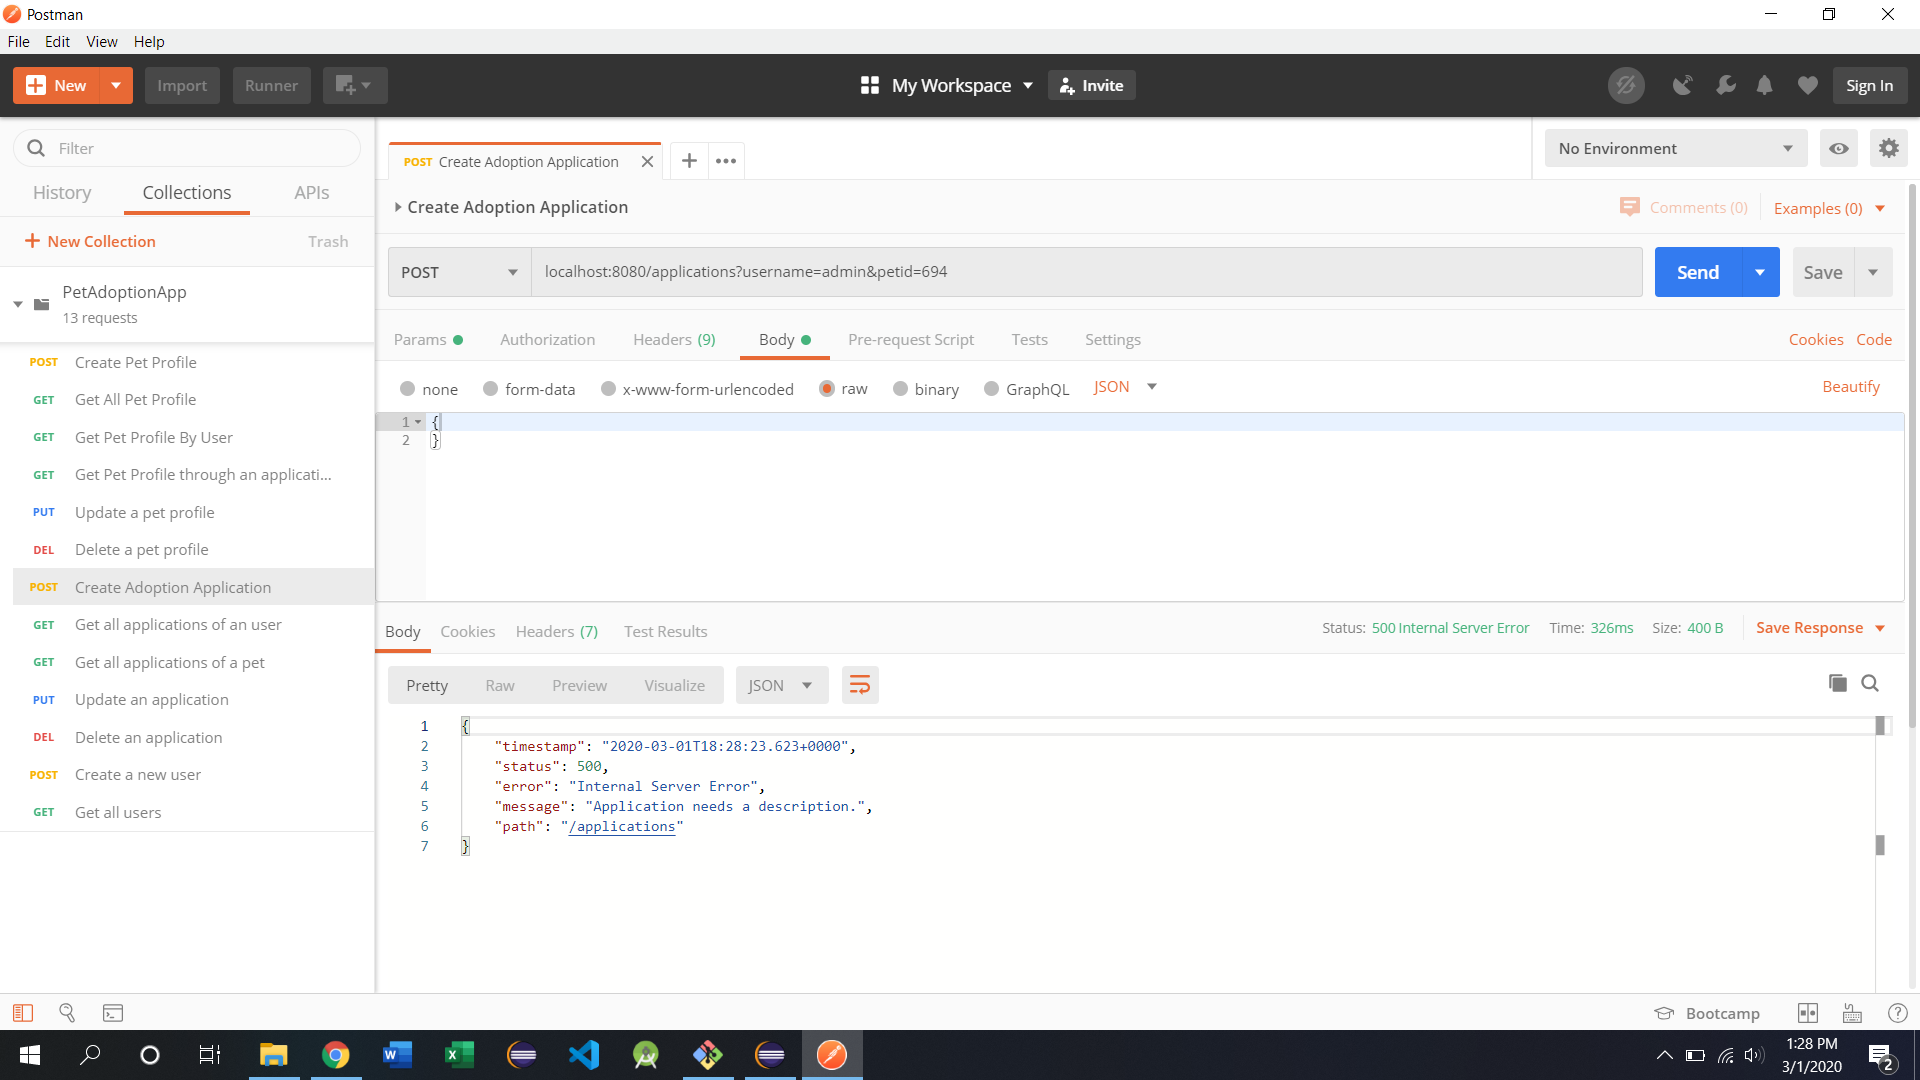 Postman
File Edit View Help
New Import Runner My Workspace Invite Sign In
Filter
History Collections APIs
New Collection Trash
PetAdoptionApp
13 requests
POST Create Pet Profile
GET Get All Pet Profile
GET Get Pet Profile By User
GET Get Pet Profile through an applicati...
PUT Update a pet profile
DEL Delete a pet profile
POST Create Adoption Application
GET Get all applications of an user
GET Get all applications of a pet
PUT Update an application
DEL Delete an application
POST Create a new user
GET Get all users
POST Create Adoption Application
No Environment
Create Adoption Application
Comments (0) Examples (0)
POST localhost:8080/applications?username=admin&petid=694 Send Save
Params Authorization Headers (9) Body Pre-request Script Tests Settings Cookies Code
none form-data x-www-form-urlencoded raw binary GraphQL JSON Beautify
1 {
2 }
Body Cookies Headers (7) Test Results Status: 500 Internal Server Error Time: 326ms Size: 400 B Save Response
Pretty Raw Preview Visualize JSON
1 {
2 "timestamp": "2020-03-01T18:28:23.623+0000",
3 "status": 500,
4 "error": "Internal Server Error",
5 "message": "Application needs a description.",
6 "path": "/applications"
7 }
Bootcamp
1:28 PM
3/1/2020
2